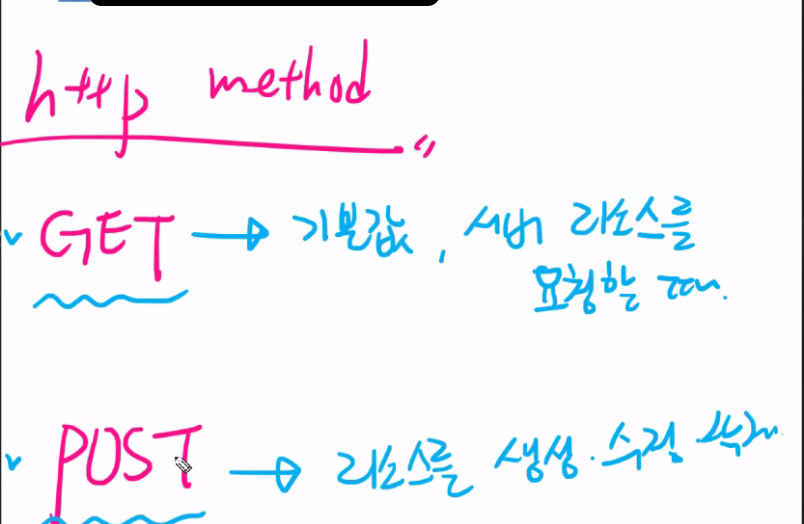 http method
GET → 기본값, 서버 리소스를
요청할 때.
POST → 리소스를 생성·수정 삭제